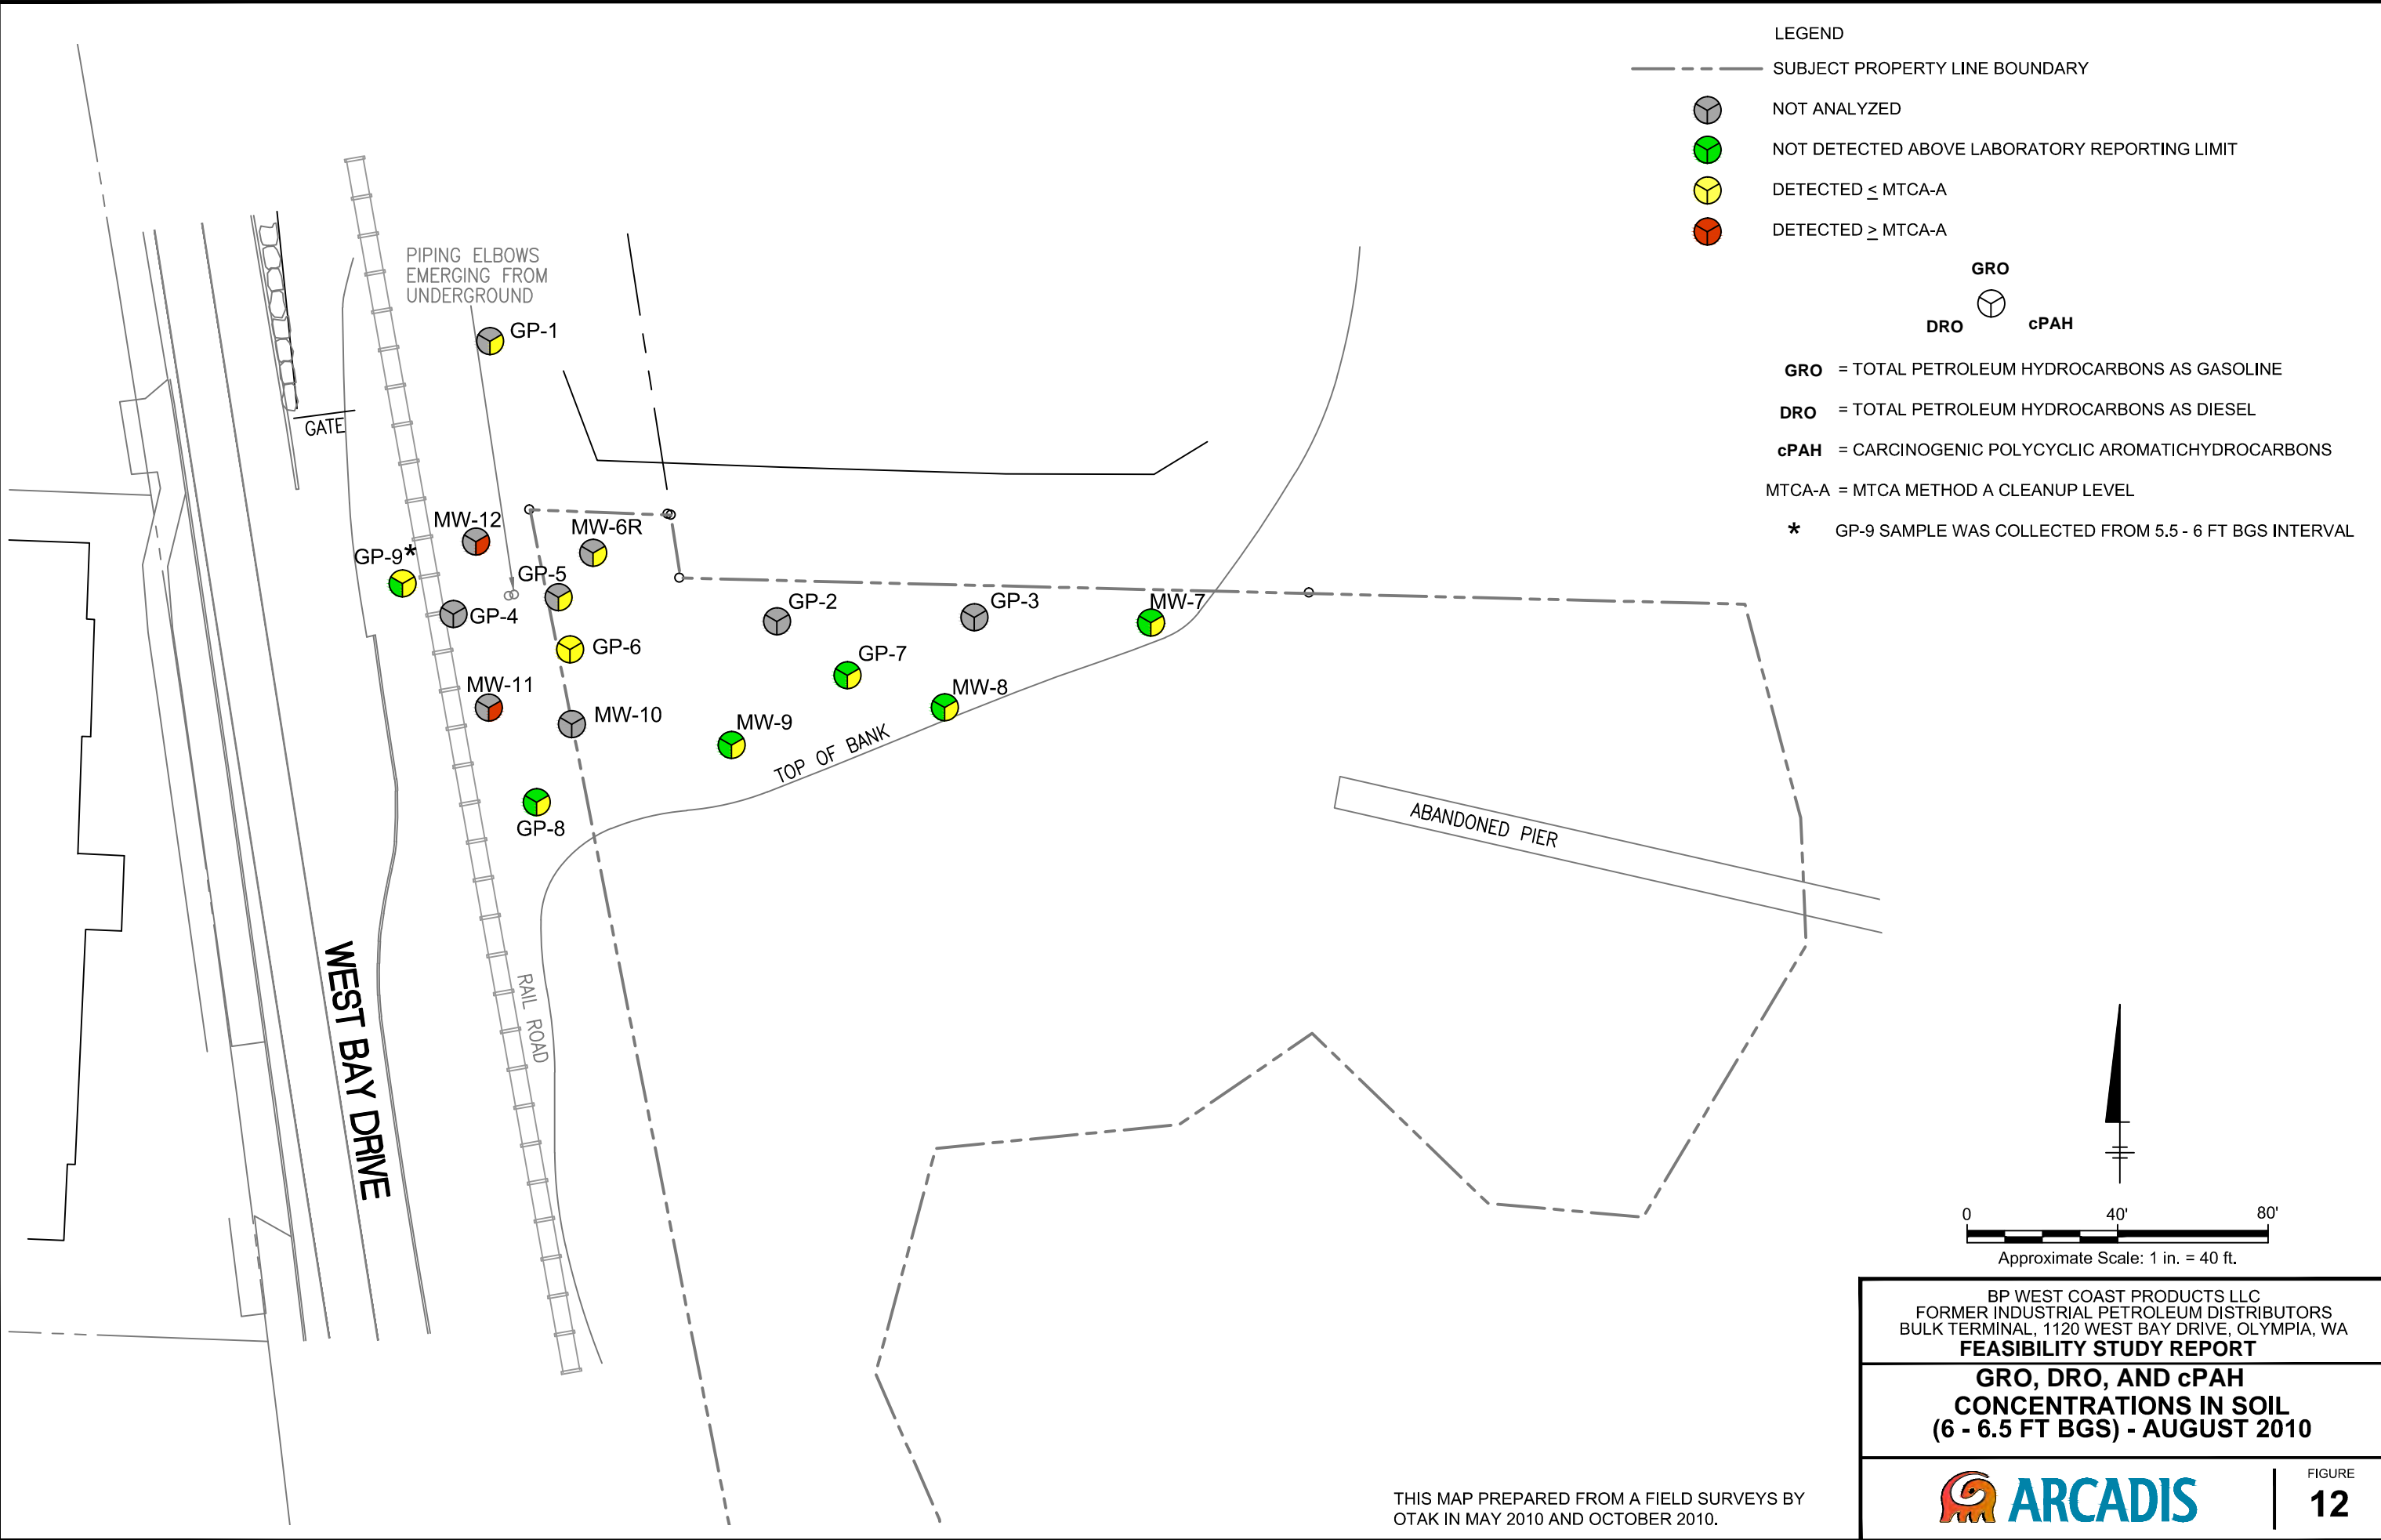 LEGEND
SUBJECT PROPERTY LINE BOUNDARY
NOT ANALYZED
NOT DETECTED ABOVE LABORATORY REPORTING LIMIT
DETECTED < MTCA-A
DETECTED > MTCA-A
GRO
DRO
cPAH
GRO = TOTAL PETROLEUM HYDROCARBONS AS GASOLINE
DRO = TOTAL PETROLEUM HYDROCARBONS AS DIESEL
cPAH = CARCINOGENIC POLYCYCLIC AROMATICHYDROCARBONS
MTCA-A = MTCA METHOD A CLEANUP LEVEL
* GP-9 SAMPLE WAS COLLECTED FROM 5.5 - 6 FT BGS INTERVAL
PIPING ELBOWS
EMERGING FROM
UNDERGROUND
GP-1
GATE
MW-12
MW-6R
GP-9*
GP-5
GP-4
GP-2
GP-3
MW-7
GP-6
GP-7
MW-11
MW-8
MW-10
MW-9
TOP OF BANK
GP-8
ABANDONED PIER
WEST BAY DRIVE
RAIL ROAD
0 40' 80'
Approximate Scale: 1 in. = 40 ft.
BP WEST COAST PRODUCTS LLC
FORMER INDUSTRIAL PETROLEUM DISTRIBUTORS
BULK TERMINAL, 1120 WEST BAY DRIVE, OLYMPIA, WA
FEASIBILITY STUDY REPORT
GRO, DRO, AND cPAH
CONCENTRATIONS IN SOIL
(6 - 6.5 FT BGS) - AUGUST 2010
ARCADIS
FIGURE
12
THIS MAP PREPARED FROM A FIELD SURVEYS BY
OTAK IN MAY 2010 AND OCTOBER 2010.